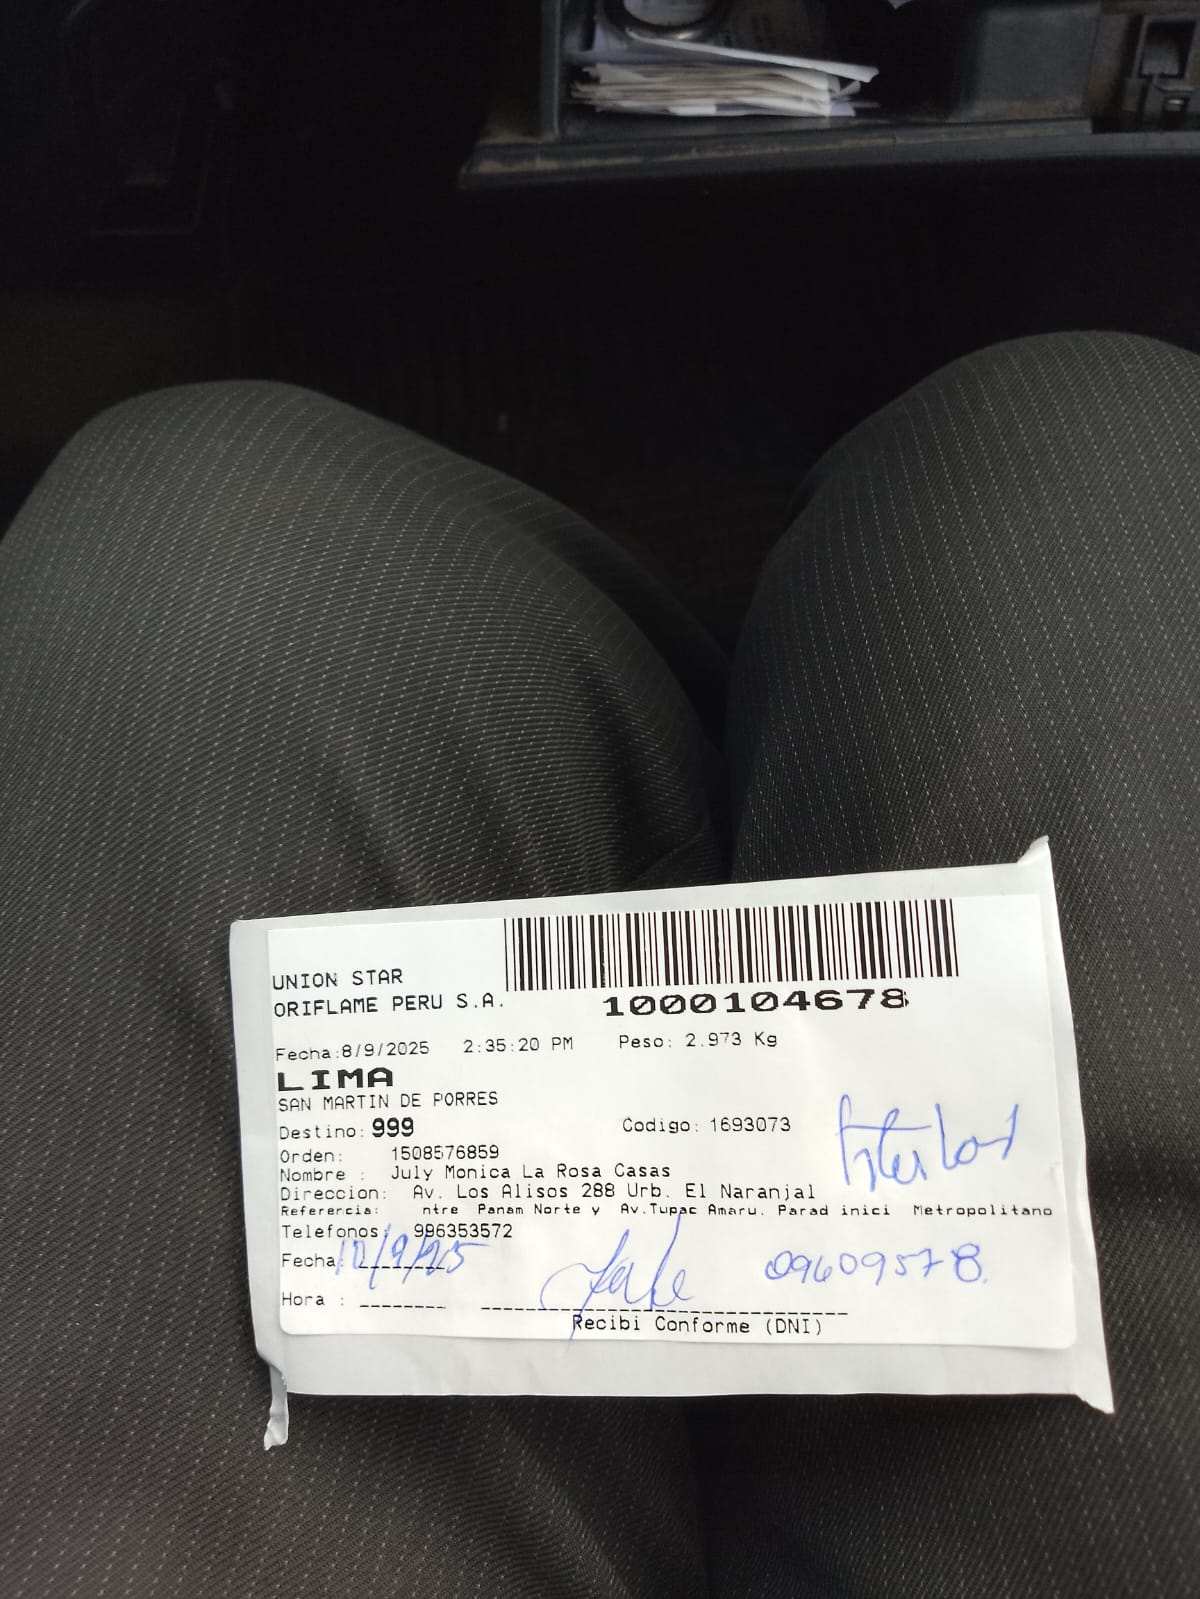 UNION STAR
ORIFLAME PERU S.A.
1000104678
Fecha:8/9/2025 2:35:20 PM Peso: 2.973 Kg
LIMA
SAN MARTIN DE PORRES
Destino: 999 Codigo: 1693073
Orden: 1508576859
Nombre : July Monica La Rosa Casas
Direccion: Av. Los Alisos 288 Urb. El Naranjal
Referercia: ntre Panam Norte y Av.Tupac Amaru. Parad inici Metropolitano
Telefonos: 996353572
Fecha: 12/9/25 09609578
Hora : --------
Recibi Conforme (DNI)